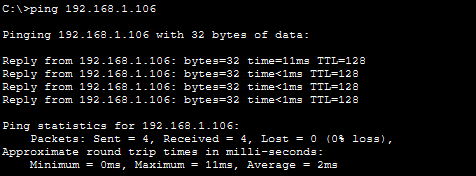 C:\>ping 192.168.1.106
Pinging 192.168.1.106 with 32 bytes of data:
Reply from 192.168.1.106: bytes=32 time=11ms TTL=128
Reply from 192.168.1.106: bytes=32 time<1ms TTL=128
Reply from 192.168.1.106: bytes=32 time<1ms TTL=128
Reply from 192.168.1.106: bytes=32 time<1ms TTL=128
Ping statistics for 192.168.1.106:
    Packets: Sent = 4, Received = 4, Lost = 0 (0% loss),
Approximate round trip times in milli-seconds:
    Minimum = 0ms, Maximum = 11ms, Average = 2ms